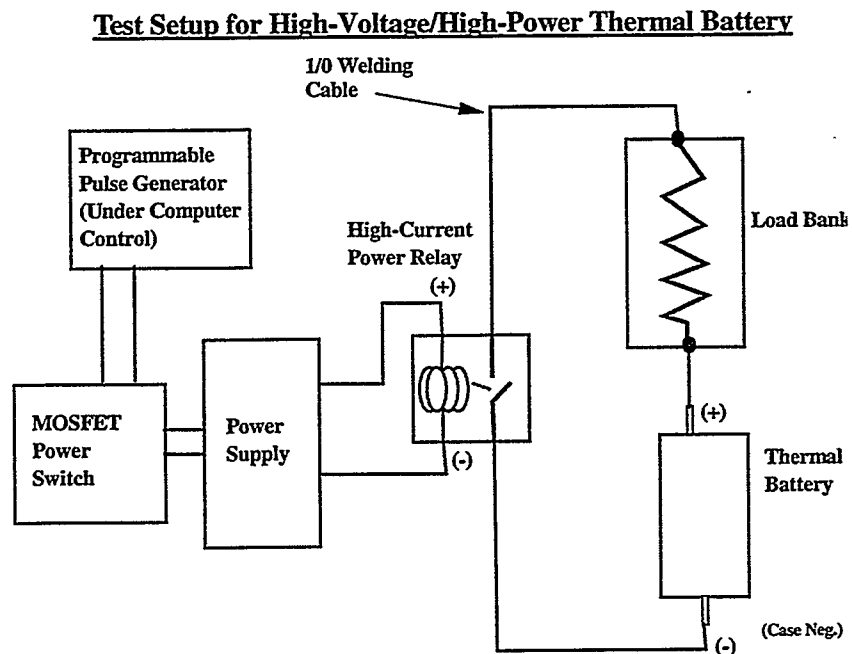 Test Setup for High-Voltage/High-Power Thermal Battery
1/0 Welding
Cable
Programmable
Pulse Generator
(Under Computer
Control)
High-Current
Power Relay
(+)
Load Bank
MOSFET
Power
Switch
Power
Supply
(-)
(+)
Thermal
Battery
(Case Neg.)
(-)